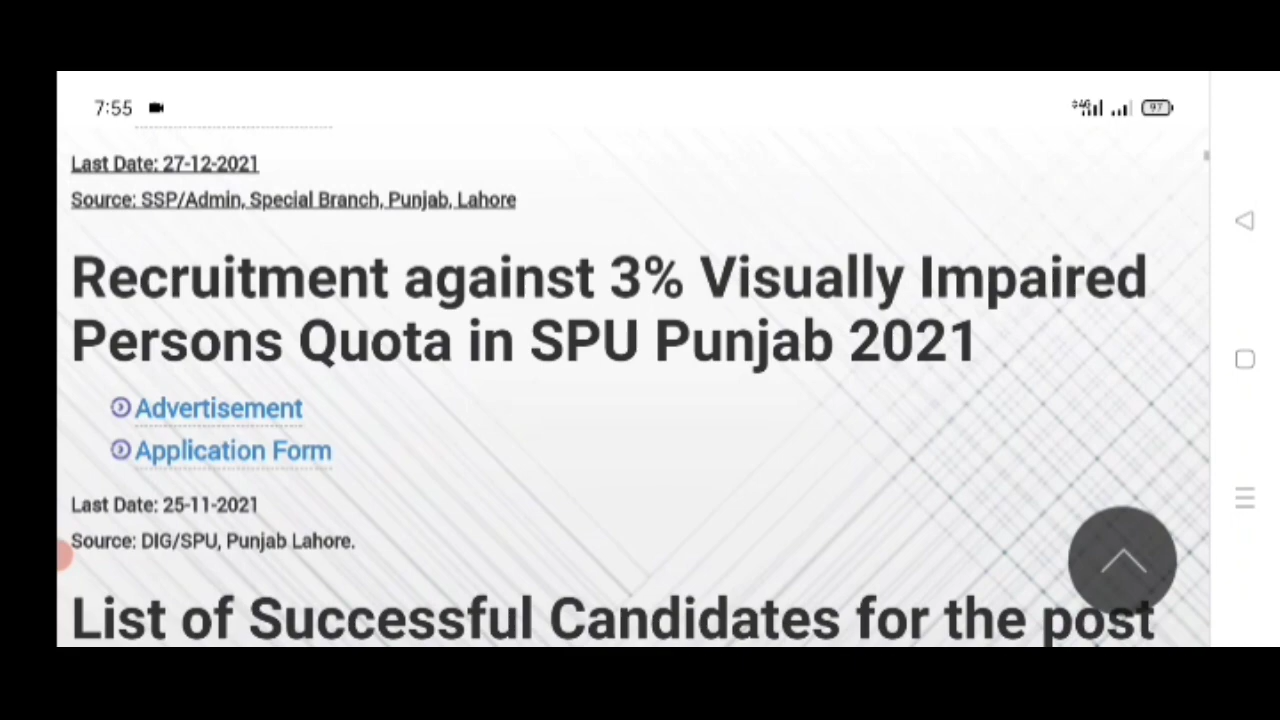 7:55
97
Last Date: 27-12-2021
Source: SSP/Admin, Special Branch, Punjab, Lahore
Recruitment against 3% Visually Impaired
Persons Quota in SPU Punjab 2021
Advertisement
Application Form
Last Date: 25-11-2021
Source: DIG/SPU, Punjab Lahore.
List of Successful Candidates for the post